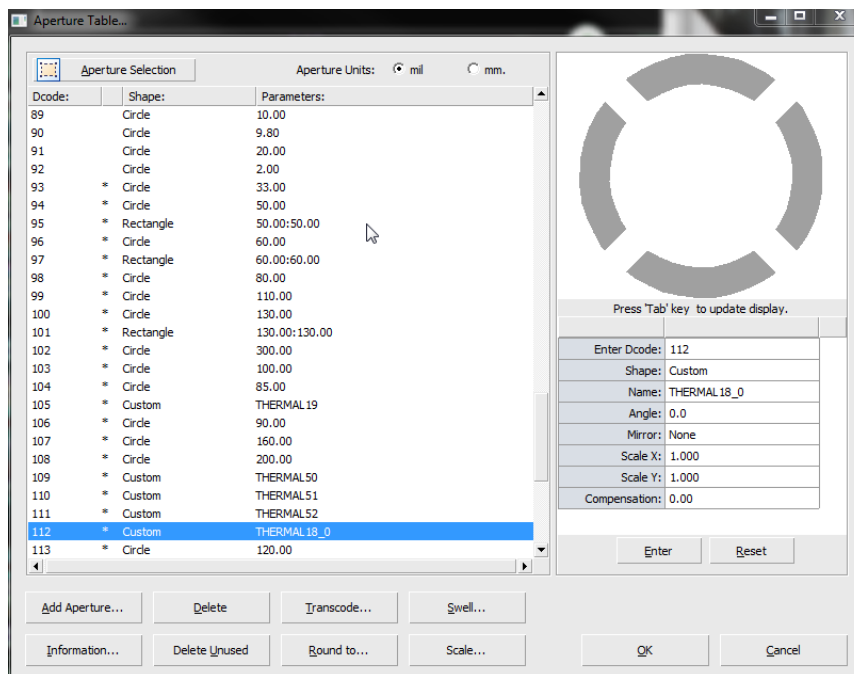 Aperture Table...
Aperture Selection Aperture Units: mil mm.
Dcode: Shape: Parameters:
89 Circle 10.00
90 Circle 9.80
91 Circle 20.00
92 Circle 2.00
93 * Circle 33.00
94 * Circle 50.00
95 * Rectangle 50.00:50.00
96 * Circle 60.00
97 * Rectangle 60.00:60.00
98 * Circle 80.00
99 * Circle 110.00
100 * Circle 130.00
101 * Rectangle 130.00:130.00
102 * Circle 300.00
103 * Circle 100.00
104 * Circle 85.00
105 * Custom THERMAL19
106 * Circle 90.00
107 * Circle 160.00
108 * Circle 200.00
109 * Custom THERMAL50
110 * Custom THERMAL51
111 * Custom THERMAL52
112 * Custom THERMAL18_0
113 * Circle 120.00
Press 'Tab' key to update display.
Enter Dcode: 112
Shape: Custom
Name: THERMAL18_0
Angle: 0.0
Mirror: None
Scale X: 1.000
Scale Y: 1.000
Compensation: 0.00
Enter Reset
Add Aperture... Delete Transcode... Swell...
Information... Delete Unused Round to... Scale... OK Cancel